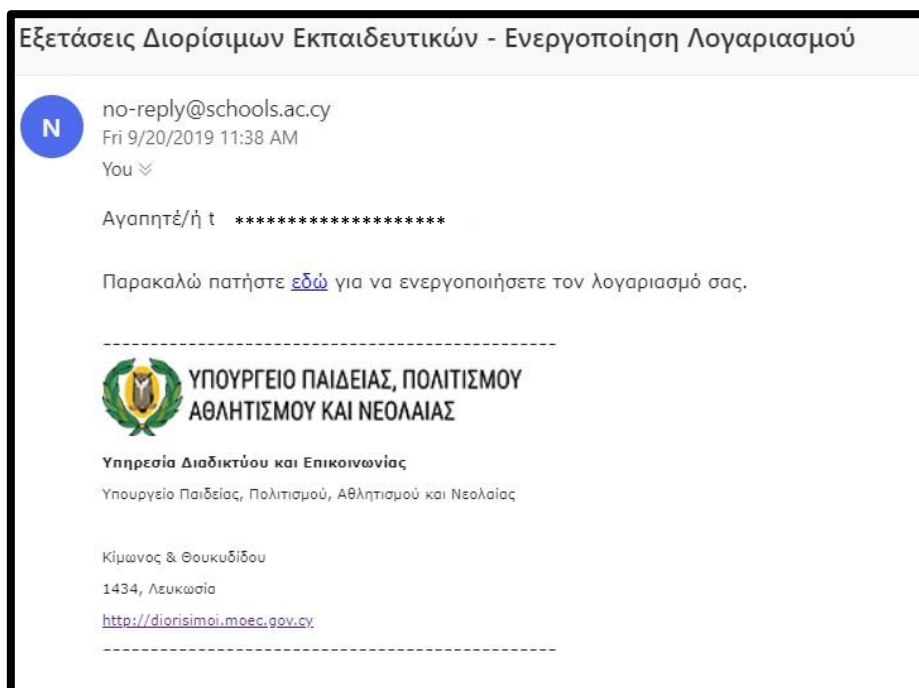 Εξετάσεις Διορίσιμων Εκπαιδευτικών - Ενεργοποίηση Λογαριασμού
N
no-reply@schools.ac.cy
Fri 9/20/2019 11:38 AM
You
Αγαπητέ/ή t ********************
Παρακαλώ πατήστε εδώ για να ενεργοποιήσετε τον λογαριασμό σας.
------------------------------------------------
ΥΠΟΥΡΓΕΙΟ ΠΑΙΔΕΙΑΣ, ΠΟΛΙΤΙΣΜΟΥ
ΑΘΛΗΤΙΣΜΟΥ ΚΑΙ ΝΕΟΛΑΙΑΣ
Υπηρεσία Διαδικτύου και Επικοινωνίας
Υπουργείο Παιδείας, Πολιτισμού, Αθλητισμού και Νεολαίας
Κίμωνος & Θουκυδίδου
1434, Λευκωσία
http://diorisimoi.moec.gov.cy
------------------------------------------------